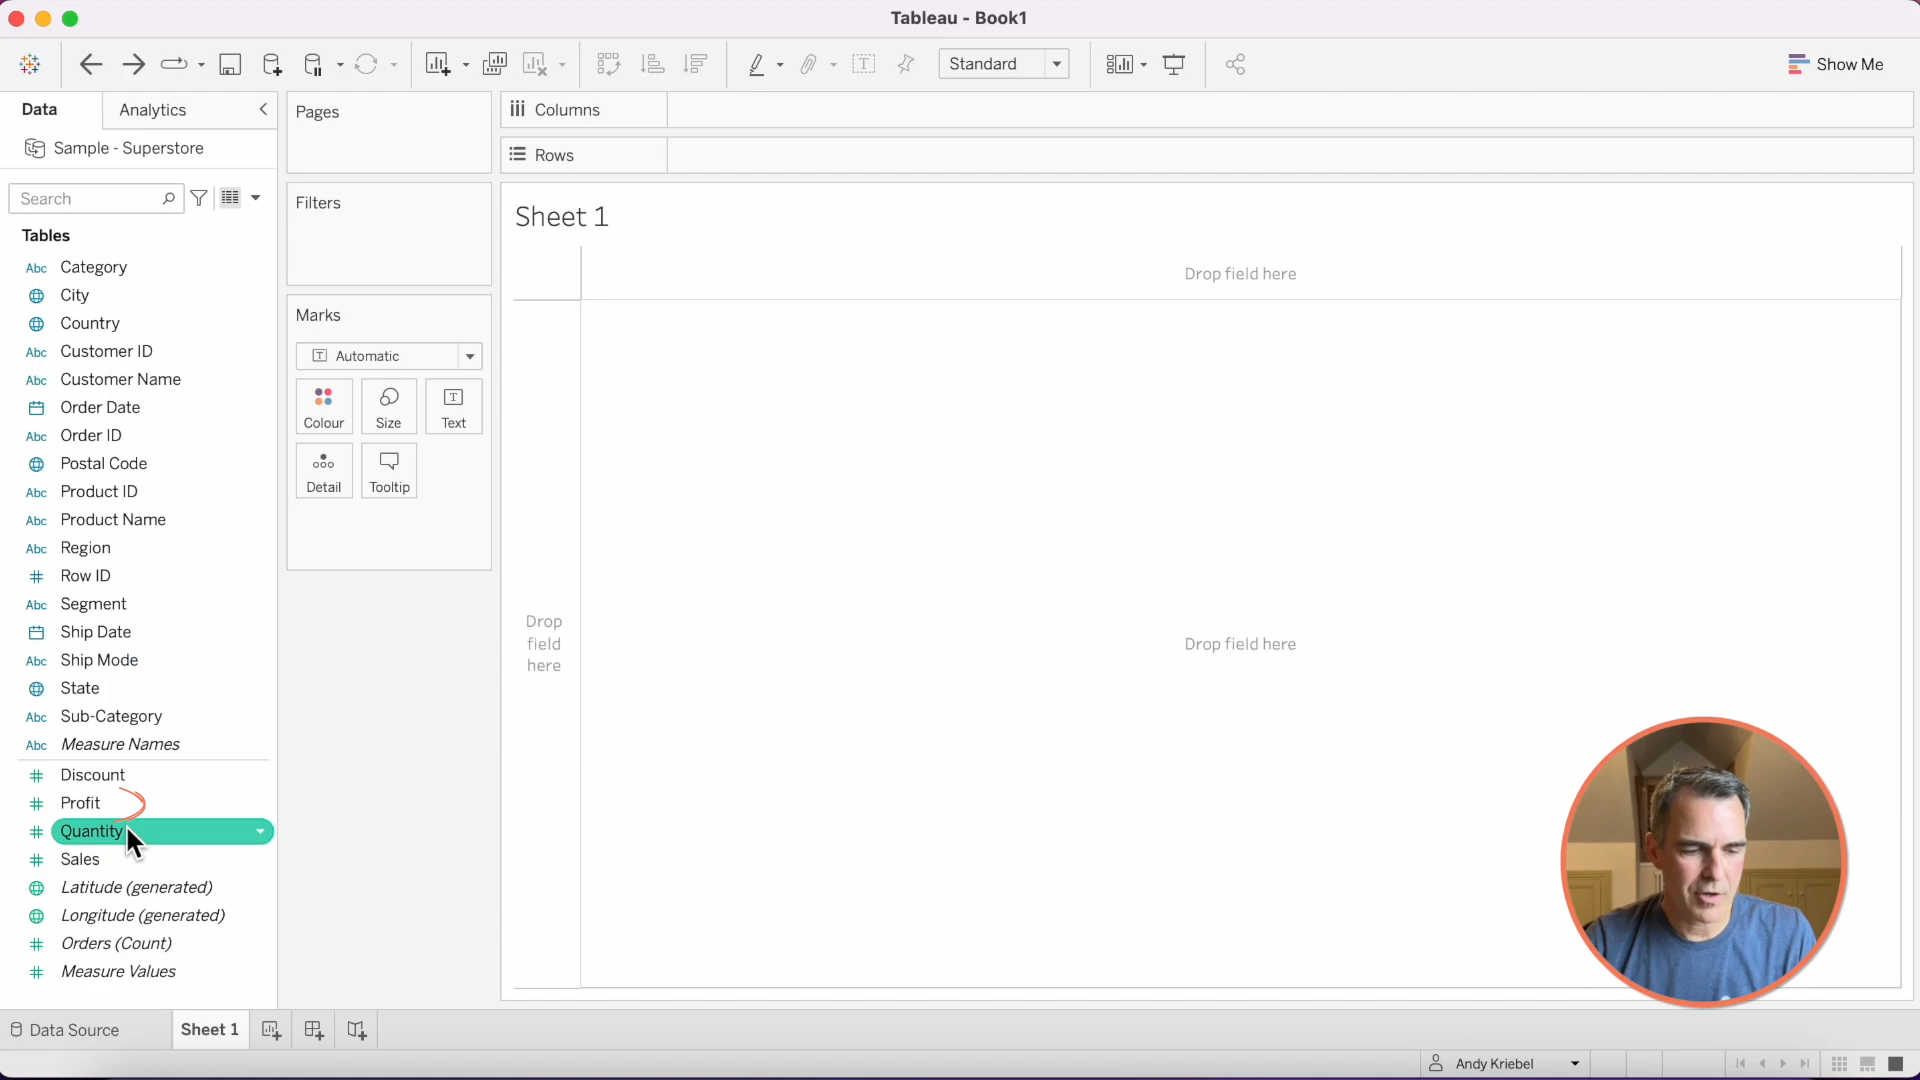 Tableau - Book1
Standard
Show Me
Data
Analytics
Sample - Superstore
Search
Tables
Abc Category
City
Country
Abc Customer ID
Abc Customer Name
Order Date
Abc Order ID
Postal Code
Abc Product ID
Abc Product Name
Abc Region
Row ID
Abc Segment
Ship Date
Abc Ship Mode
State
Abc Sub-Category
Abc Measure Names
Discount
Profit
Quantity
Sales
Latitude (generated)
Longitude (generated)
Orders (Count)
Measure Values
Pages
Filters
Marks
Automatic
Colour
Size
Text
Detail
Tooltip
Columns
Rows
Sheet 1
Drop field here
Drop
field
here
Drop field here
Data Source
Sheet 1
Andy Kriebel